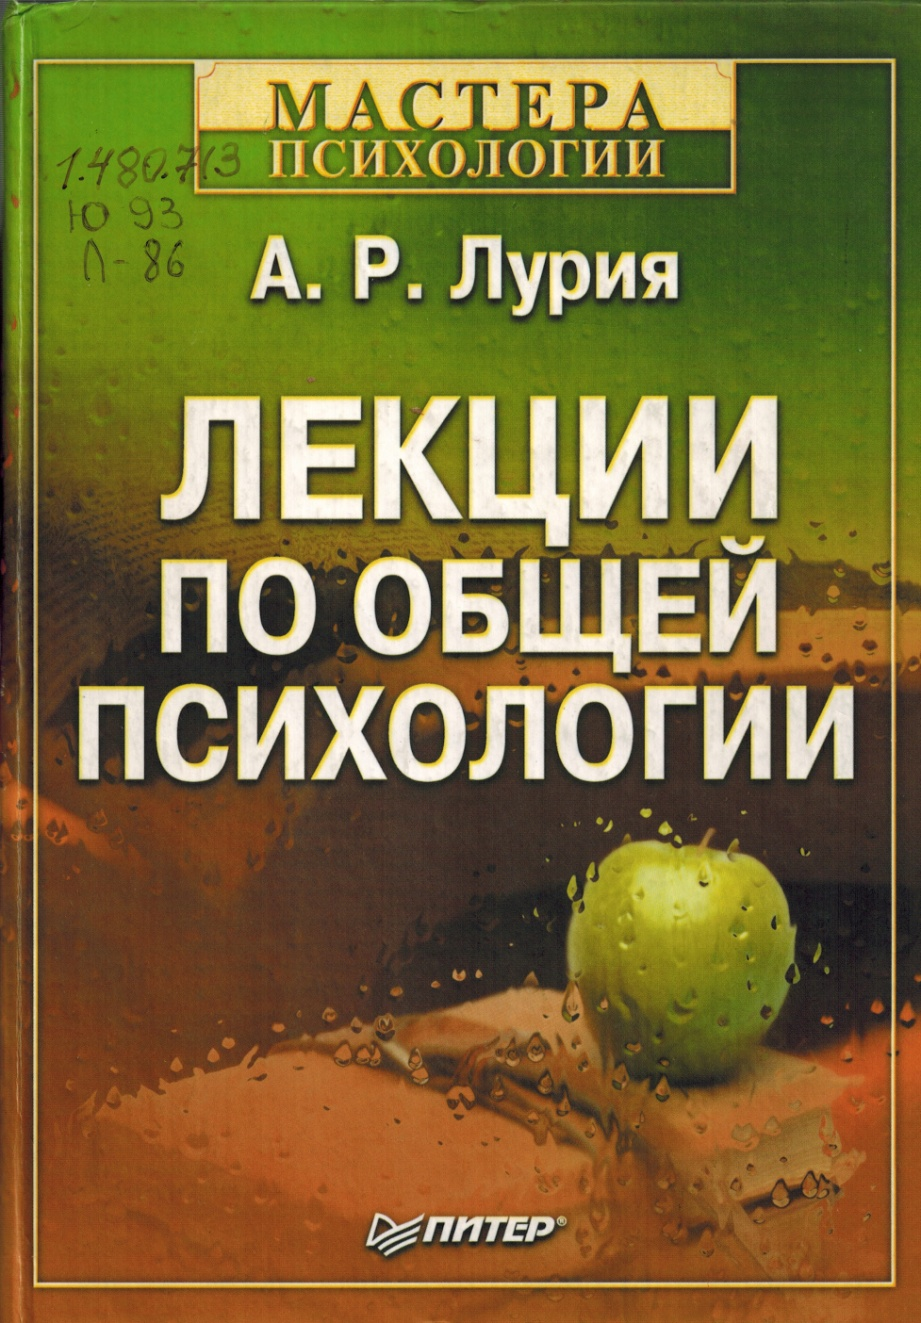 МАСТЕРА
ПСИХОЛОГИИ
1.480.713
Ю 93
Л-86
А. Р. Лурия
ЛЕКЦИИ
ПО ОБЩЕЙ
ПСИХОЛОГИИ
ПИТЕР®